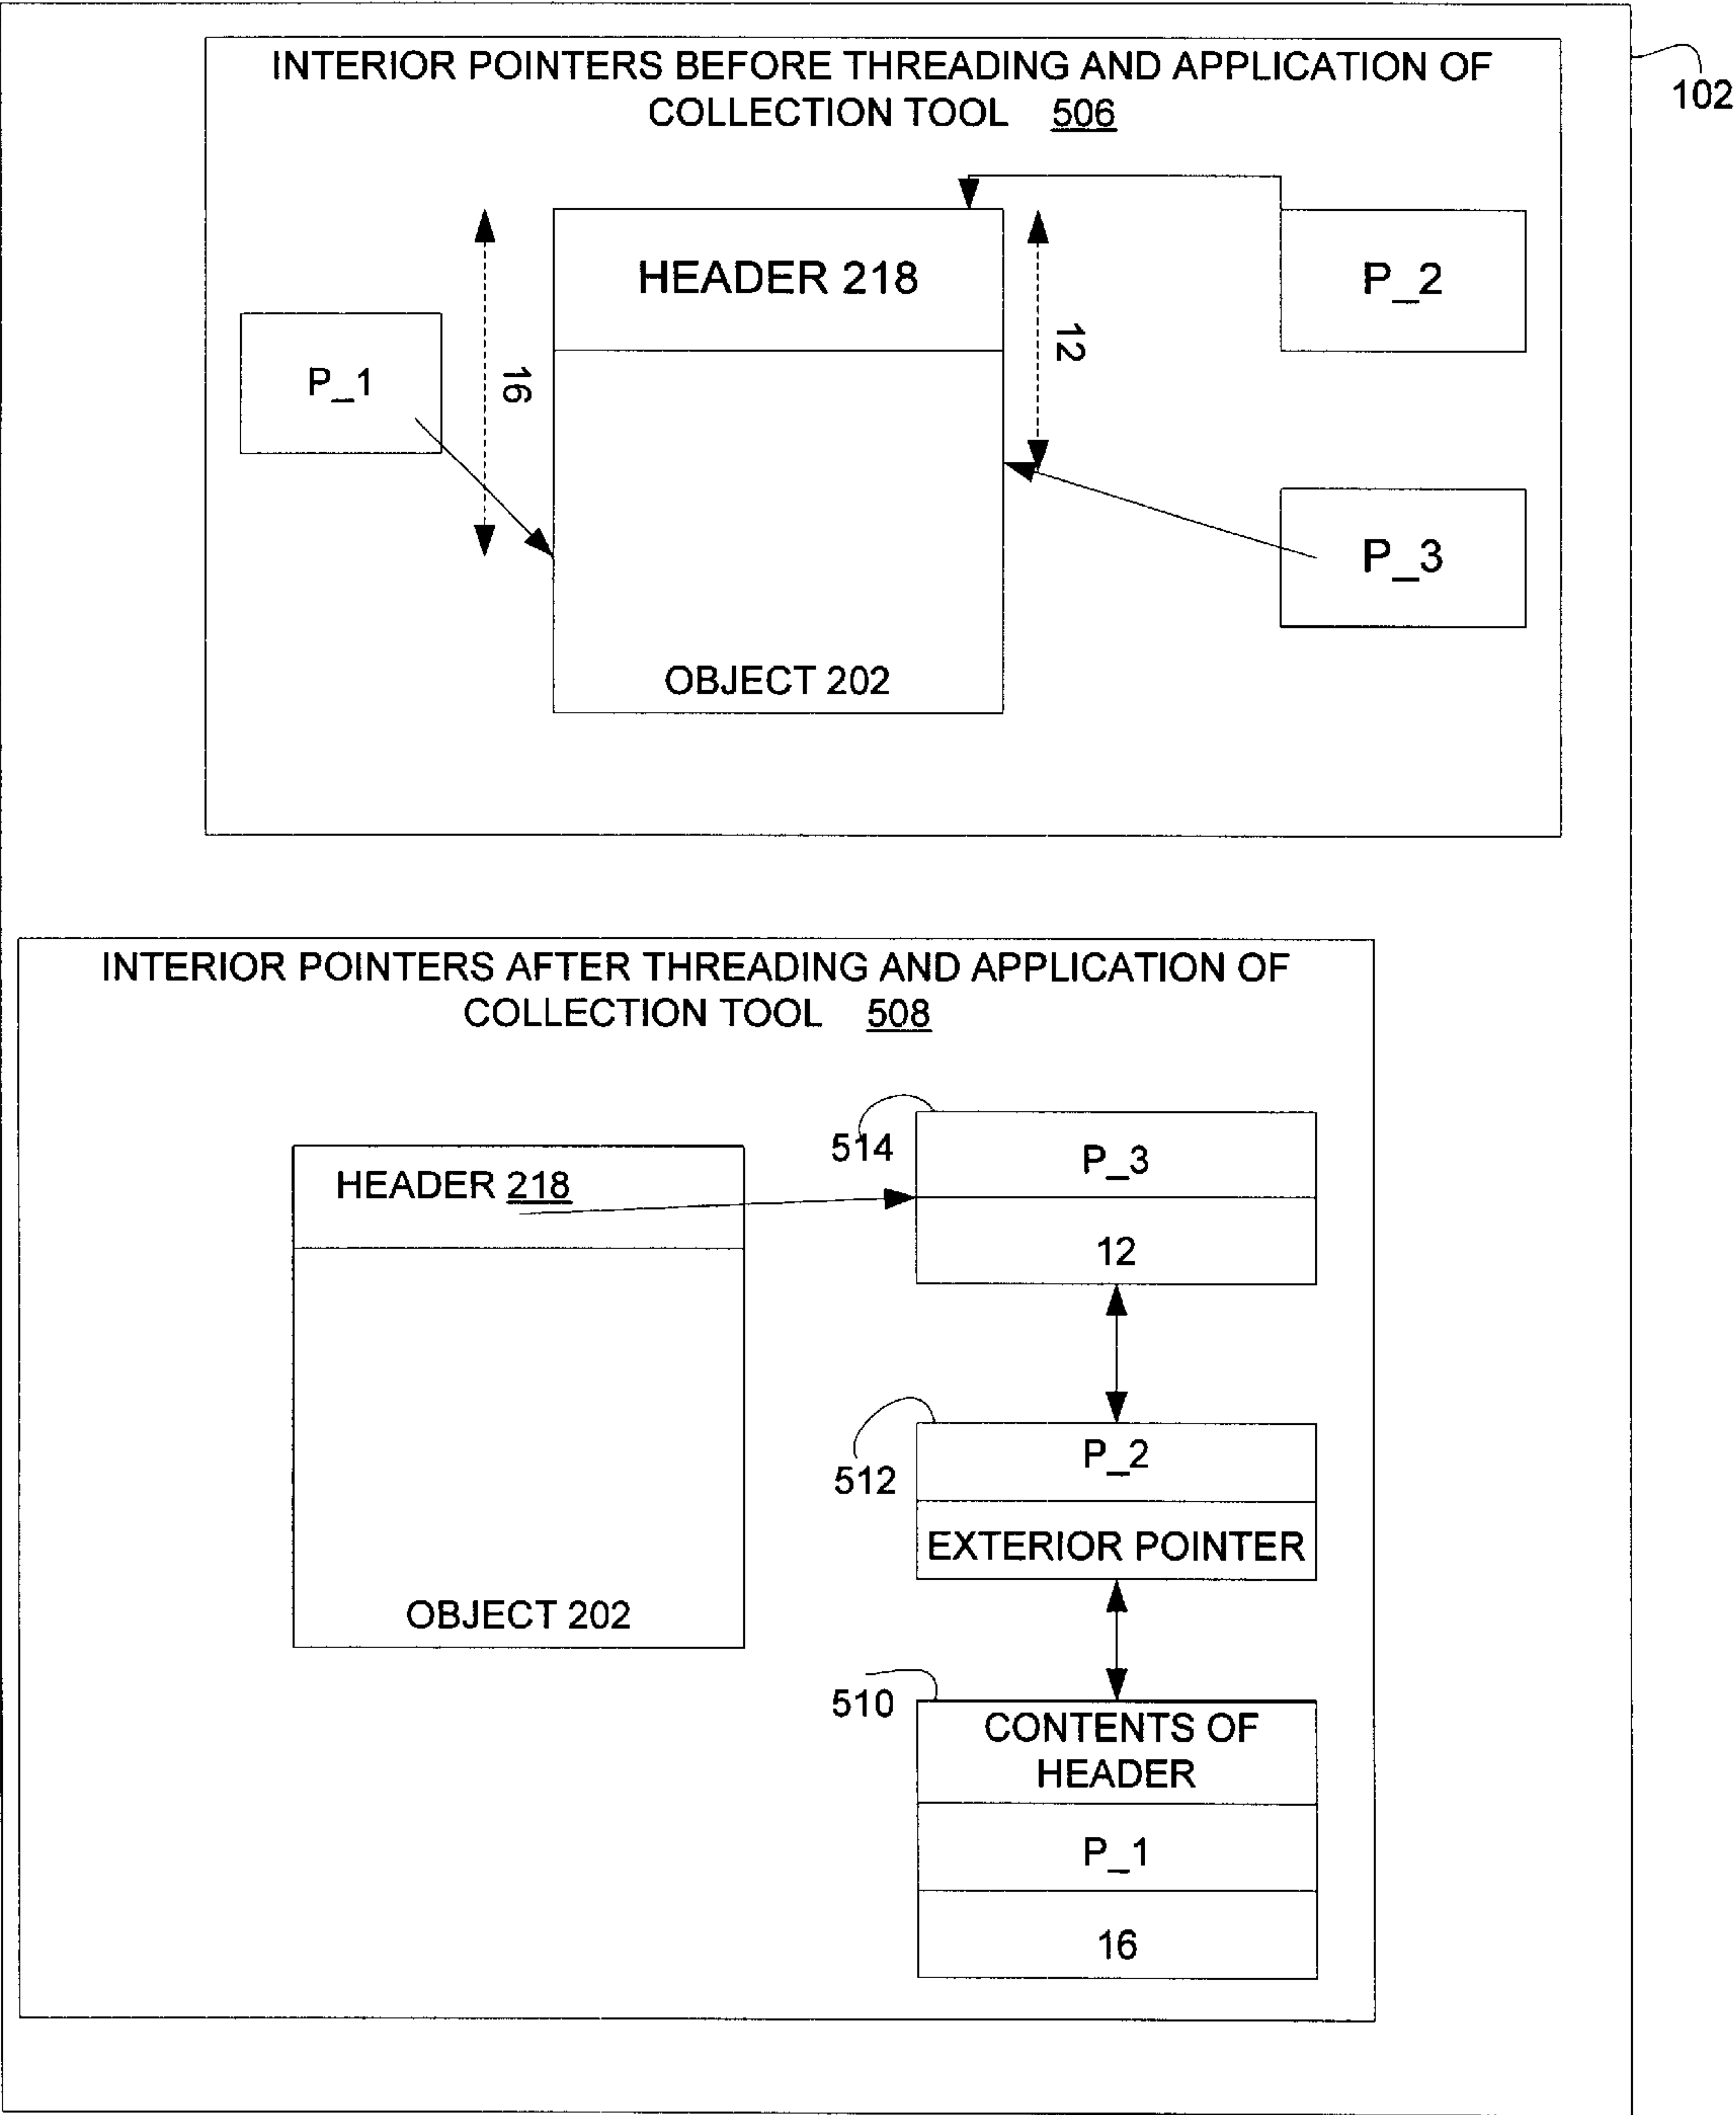 INTERIOR POINTERS BEFORE THREADING AND APPLICATION OF
COLLECTION TOOL 506
102
HEADER 218
P_2
12
P_1
16
P_3
OBJECT 202
INTERIOR POINTERS AFTER THREADING AND APPLICATION OF
COLLECTION TOOL 508
514
P_3
HEADER 218
12
P_2
512
EXTERIOR POINTER
OBJECT 202
510
CONTENTS OF
HEADER
P_1
16